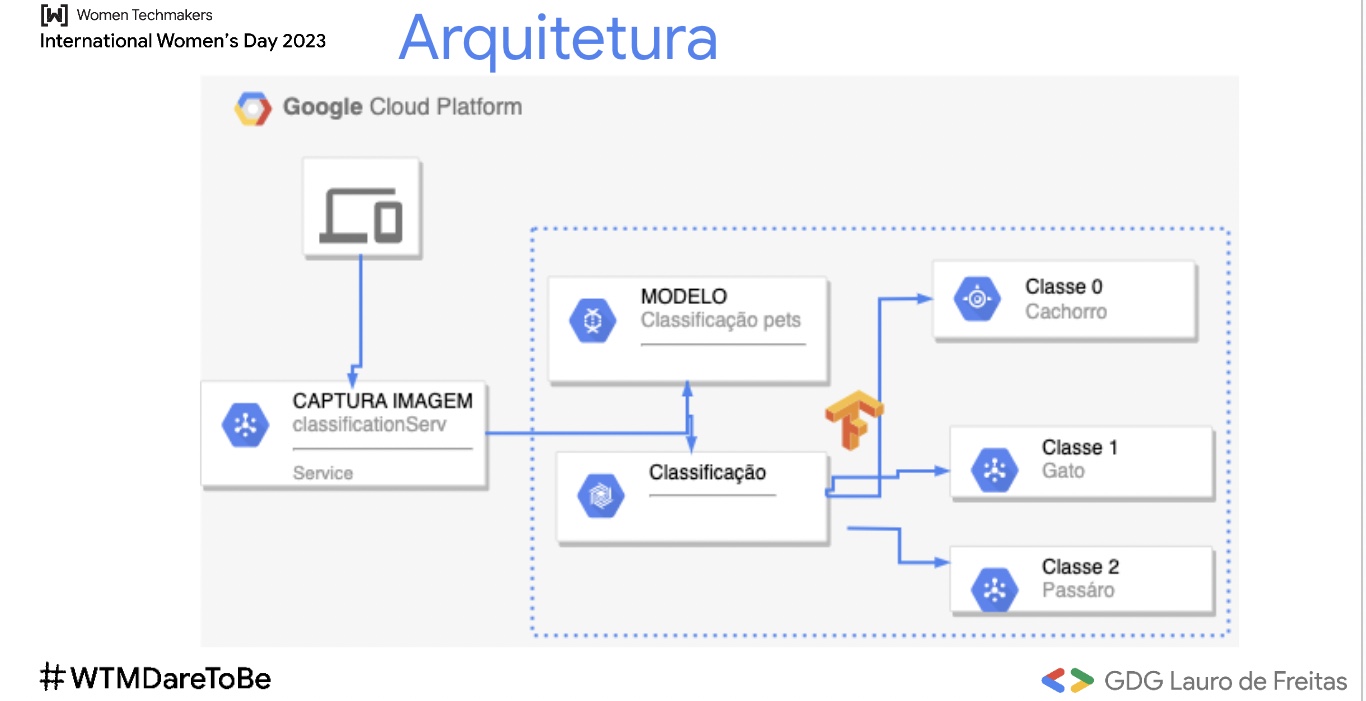 Women Techmakers
International Women's Day 2023
Arquitetura
Google Cloud Platform
CAPTURA IMAGEM
classificationServ
Service
MODELO
Classificação pets
Classificação
Classe 0
Cachorro
Classe 1
Gato
Classe 2
Passáro
#WTMDareToBe
GDG Lauro de Freitas